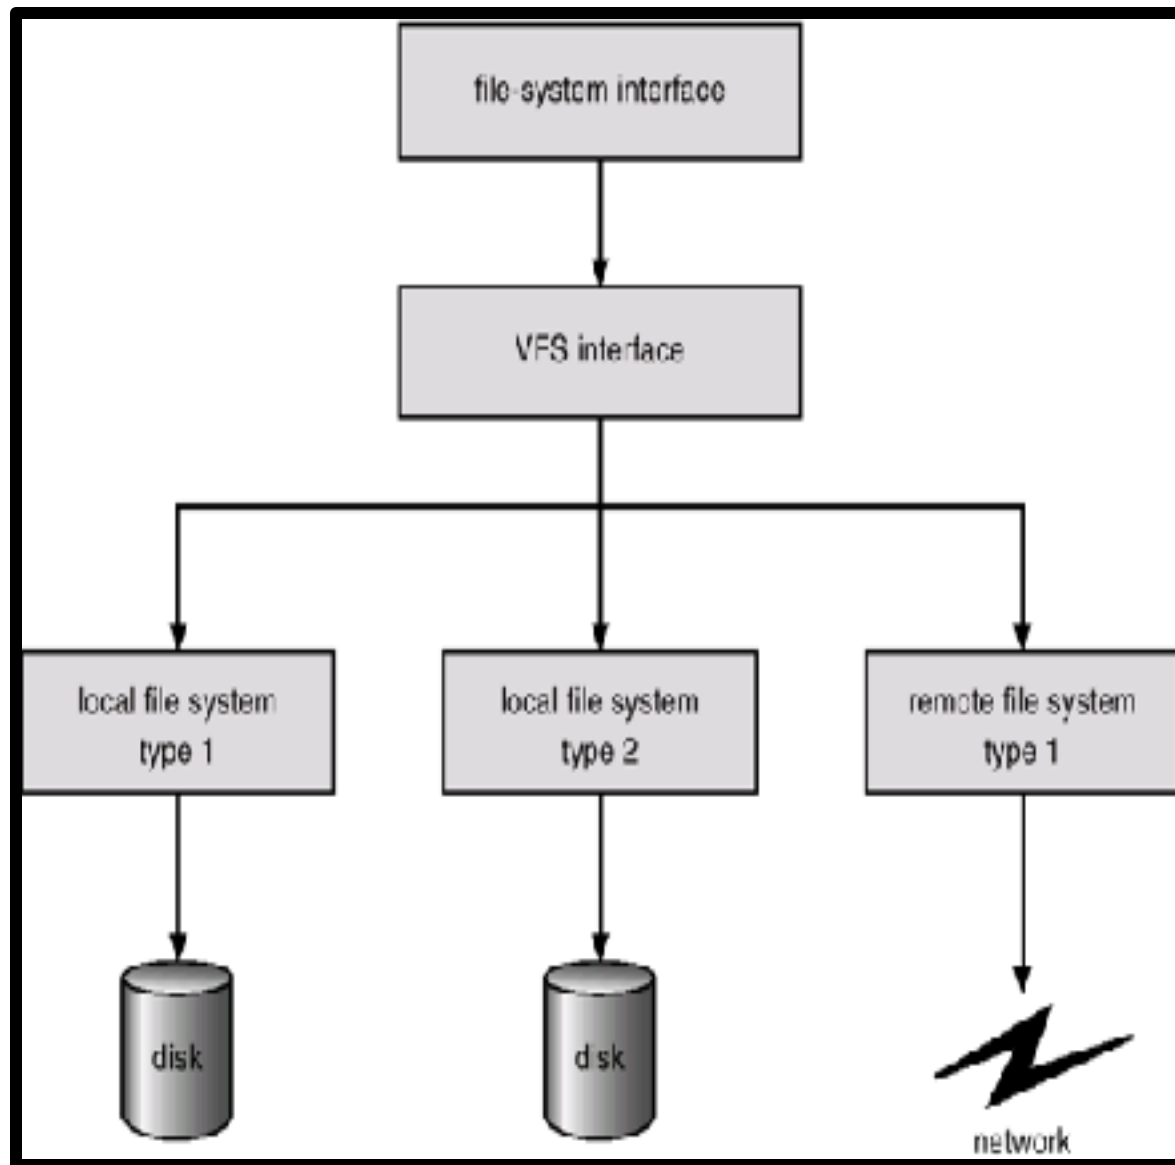 file-system interface
VFS interface
local file system
type 1
local file system
type 2
remote file system
type 1
disk
disk
network